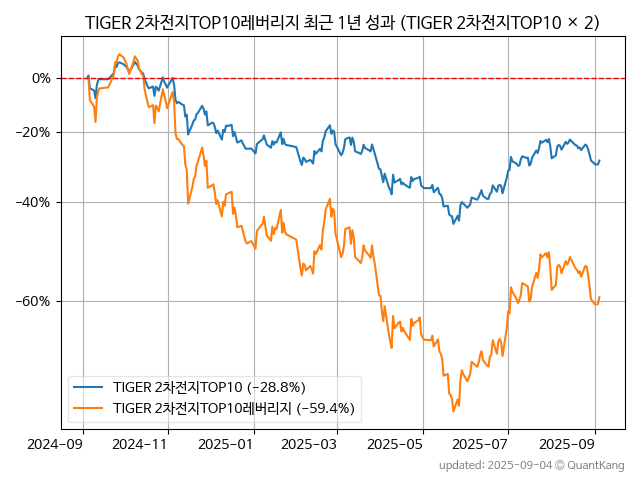 TIGER 2차전지TOP10레버리지 최근 1년 성과 (TIGER 2차전지TOP10 × 2)
0%
−20%
−40%
−60%
TIGER 2차전지TOP10 (−28.8%)
TIGER 2차전지TOP10레버리지 (−59.4%)
2024−09 2024−11 2025−01 2025−03 2025−05 2025−07 2025−09
updated: 2025−09−04 © QuantKang